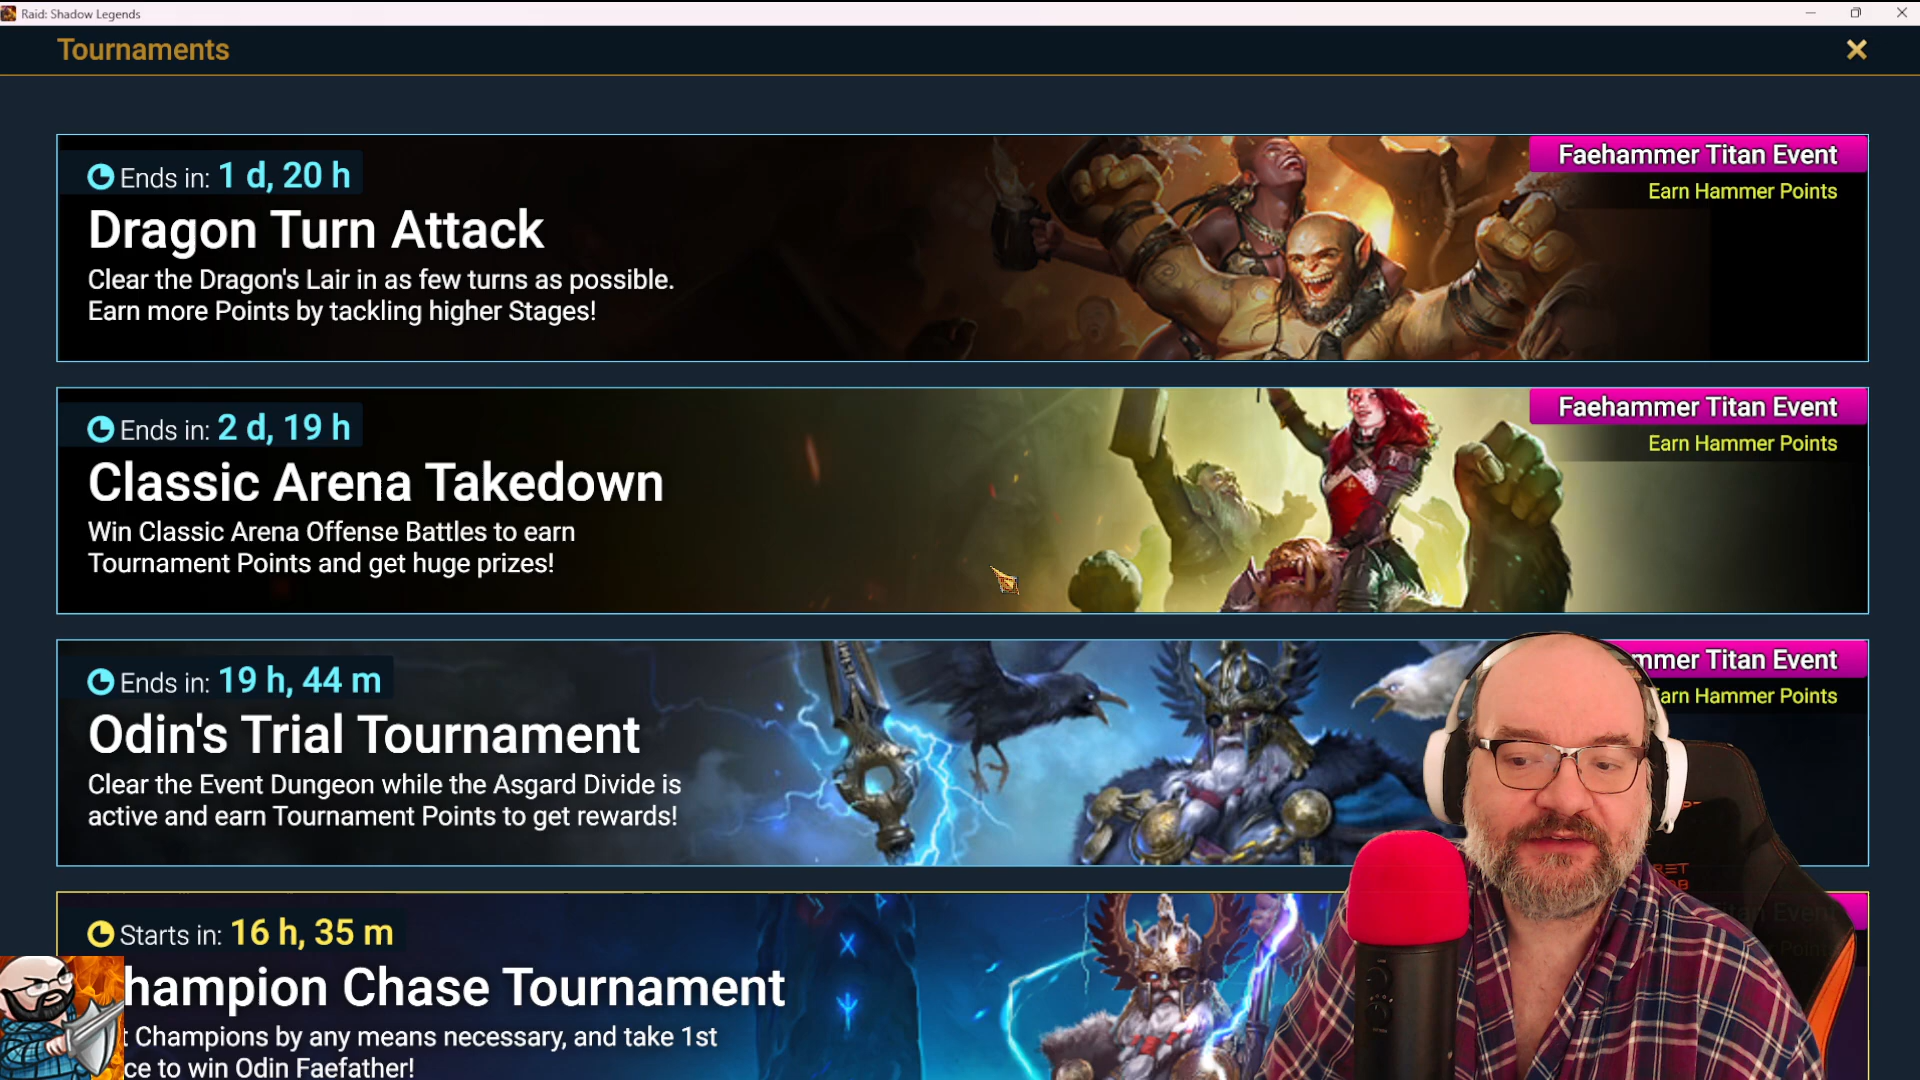 Raid: Shadow Legends
Tournaments
Ends in: 1 d, 20 h
Faehammer Titan Event
Earn Hammer Points
Dragon Turn Attack
Clear the Dragon's Lair in as few turns as possible.
Earn more Points by tackling higher Stages!
Ends in: 2 d, 19 h
Faehammer Titan Event
Earn Hammer Points
Classic Arena Takedown
Win Classic Arena Offense Battles to earn
Tournament Points and get huge prizes!
Ends in: 19 h, 44 m
mmer Titan Event
arn Hammer Points
Odin's Trial Tournament
Clear the Event Dungeon while the Asgard Divide is
active and earn Tournament Points to get rewards!
Starts in: 16 h, 35 m
hampion Chase Tournament
t Champions by any means necessary, and take 1st
ce to win Odin Faefather!